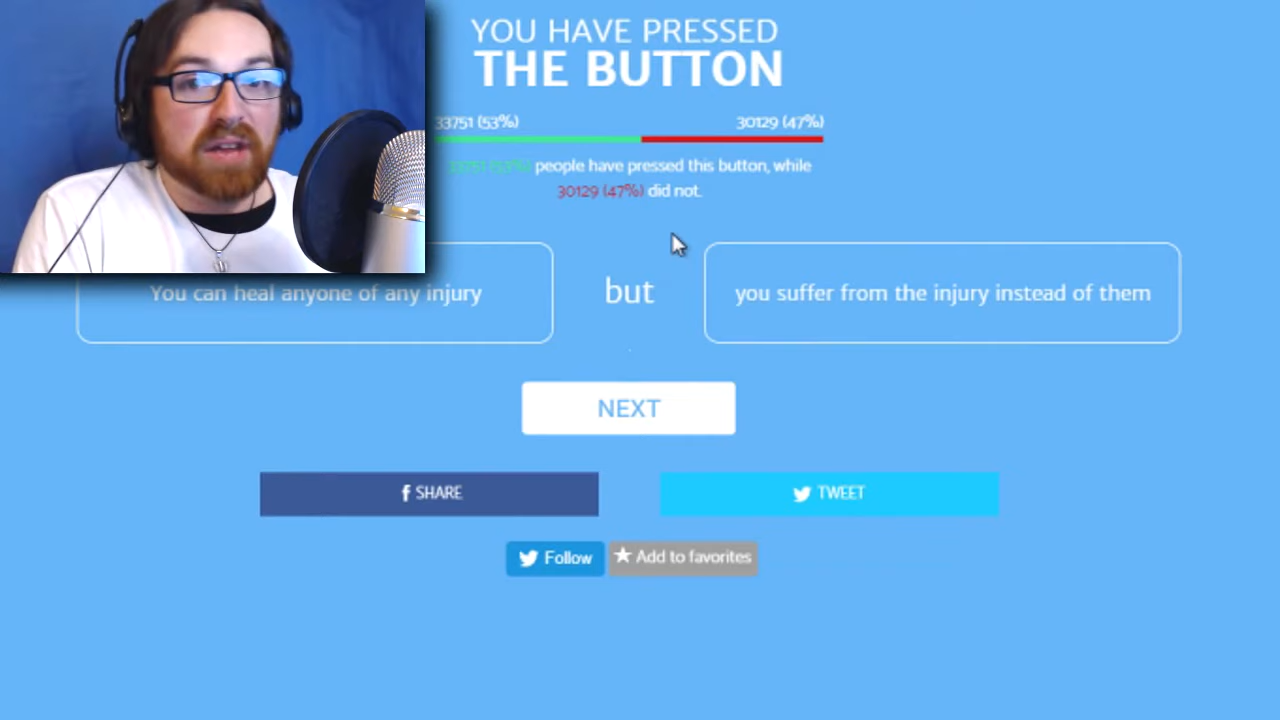 YOU HAVE PRESSED
THE BUTTON
33751 (53%) 30129 (47%)
33751 (53%) people have pressed this button, while
30129 (47%) did not.
You can heal anyone of any injury
but
you suffer from the injury instead of them
NEXT
SHARE
TWEET
Follow
Add to favorites